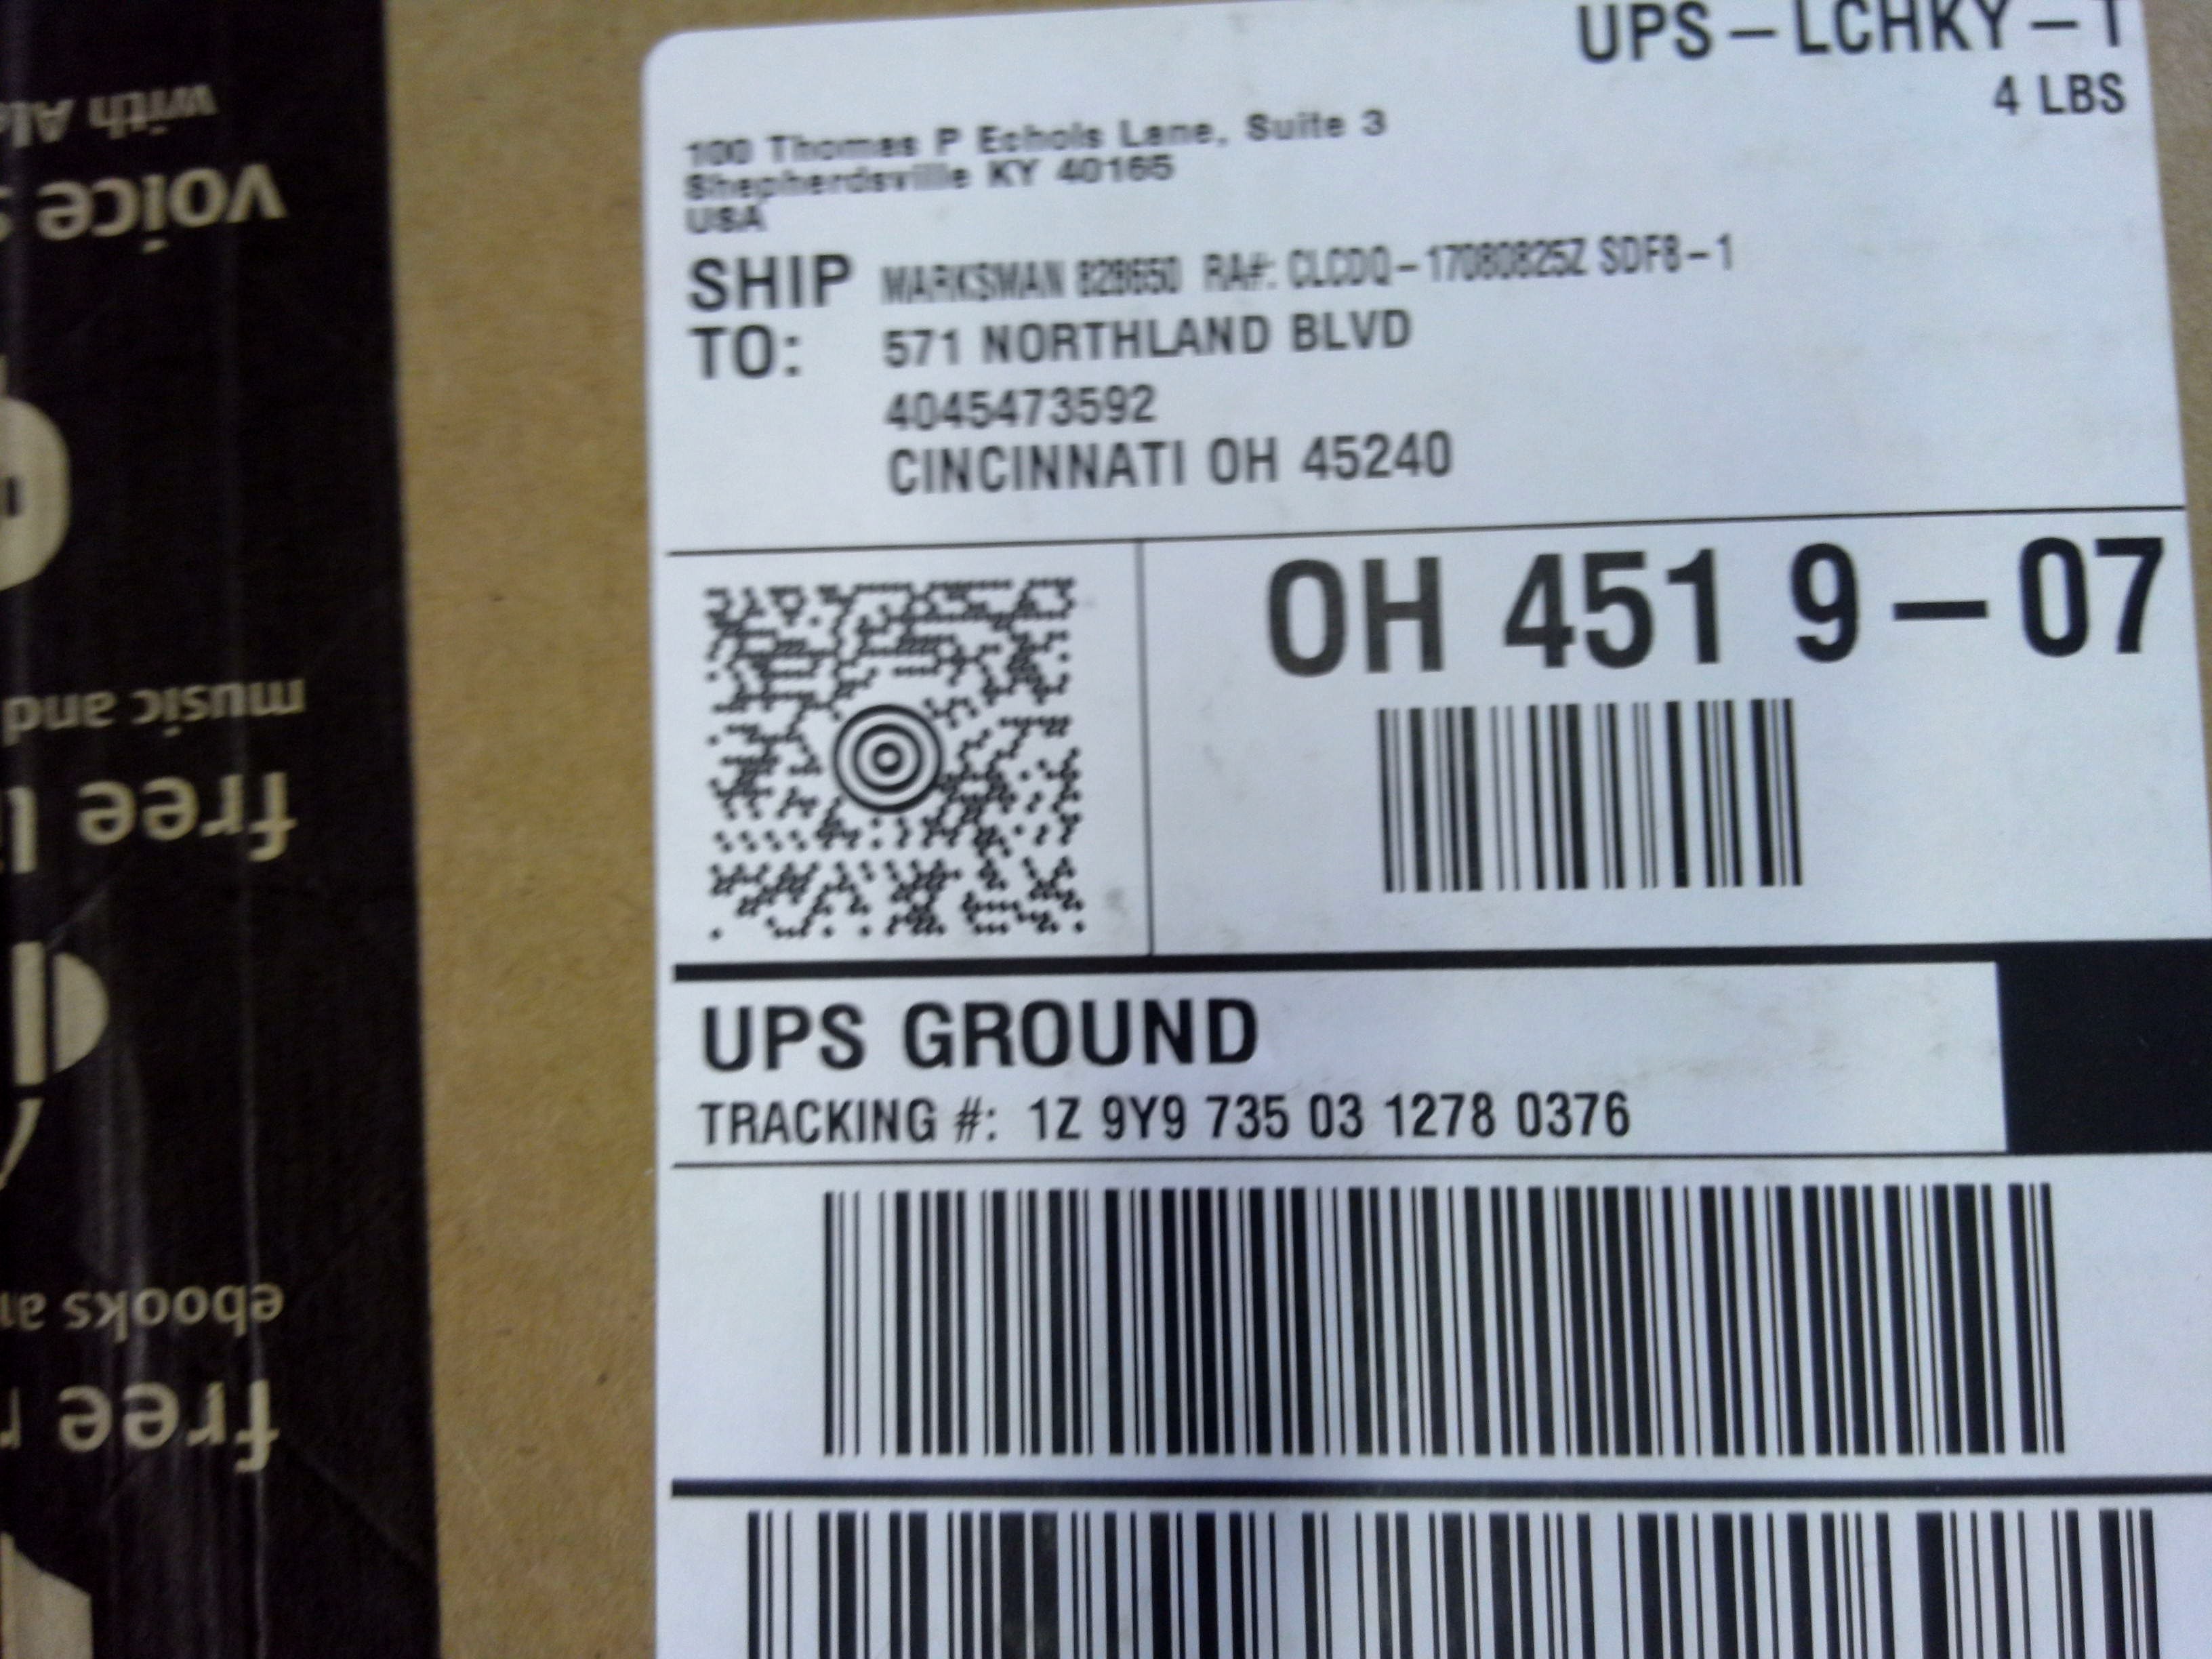 UPS – LCHKY – T
4 LBS
100 Thomas P Echols Lane, Suite 3
Shepherdsville KY 40165
USA
SHIP TO:
MARKSMAN 828650 RA#: CLCDQ-17080825Z SDF8-1
571 NORTHLAND BLVD
4045473592
CINCINNATI OH 45240
OH 451 9 – 07
UPS GROUND
TRACKING #: 1Z 9Y9 735 03 1278 0376
free
ebooks
free
music and
voice
with